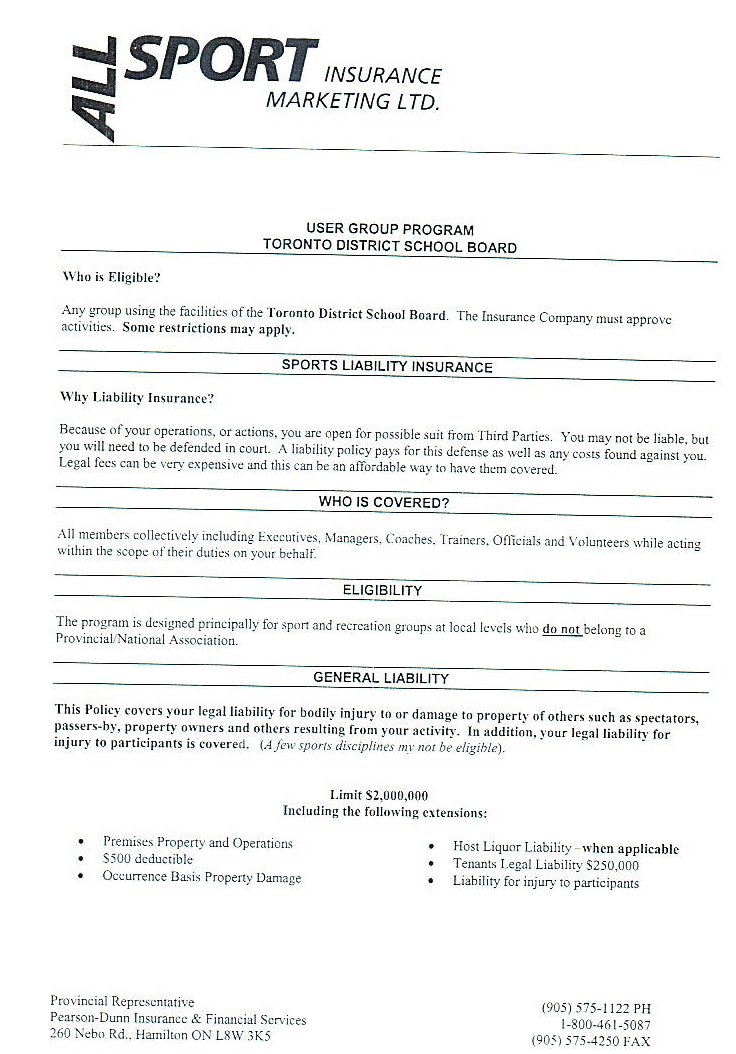 ALL SPORT INSURANCE
MARKETING LTD.
USER GROUP PROGRAM
TORONTO DISTRICT SCHOOL BOARD
Who is Eligible?
Any group using the facilities of the Toronto District School Board. The Insurance Company must approve
activities. Some restrictions may apply.
SPORTS LIABILITY INSURANCE
Why Liability Insurance?
Because of your operations, or actions, you are open for possible suit from Third Parties. You may not be liable, but
you will need to be defended in court. A liability policy pays for this defense as well as any costs found against you.
Legal fees can be very expensive and this can be an affordable way to have them covered.
WHO IS COVERED?
All members collectively including Executives, Managers, Coaches, Trainers, Officials and Volunteers while acting
within the scope of their duties on your behalf.
ELIGIBILITY
The program is designed principally for sport and recreation groups at local levels who do not belong to a
Provincial/National Association.
GENERAL LIABILITY
This Policy covers your legal liability for bodily injury to or damage to property of others such as spectators,
passers-by, property owners and others resulting from your activity. In addition, your legal liability for
injury to participants is covered. (A few sports disciplines my not be eligible).
Limit $2,000,000
Including the following extensions:
• Premises Property and Operations
• $500 deductible
• Occurrence Basis Property Damage
• Host Liquor Liability – when applicable
• Tenants Legal Liability $250,000
• Liability for injury to participants
Provincial Representative
Pearson-Dunn Insurance & Financial Services
260 Nebo Rd., Hamilton ON L8W 3K5
(905) 575-1122 PH
1-800-461-5087
(905) 575-4250 FAX